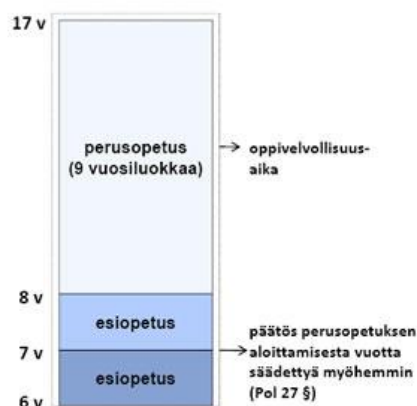 17 v
perusopetus
(9 vuosiluokkaa)
oppivelvollisuus-
aika
8 v
esiopetus
7 v
päätös perusopetuksen
aloittamisesta vuotta
säädettyä myöhemmin
(Pol 27 §)
esiopetus
6 v